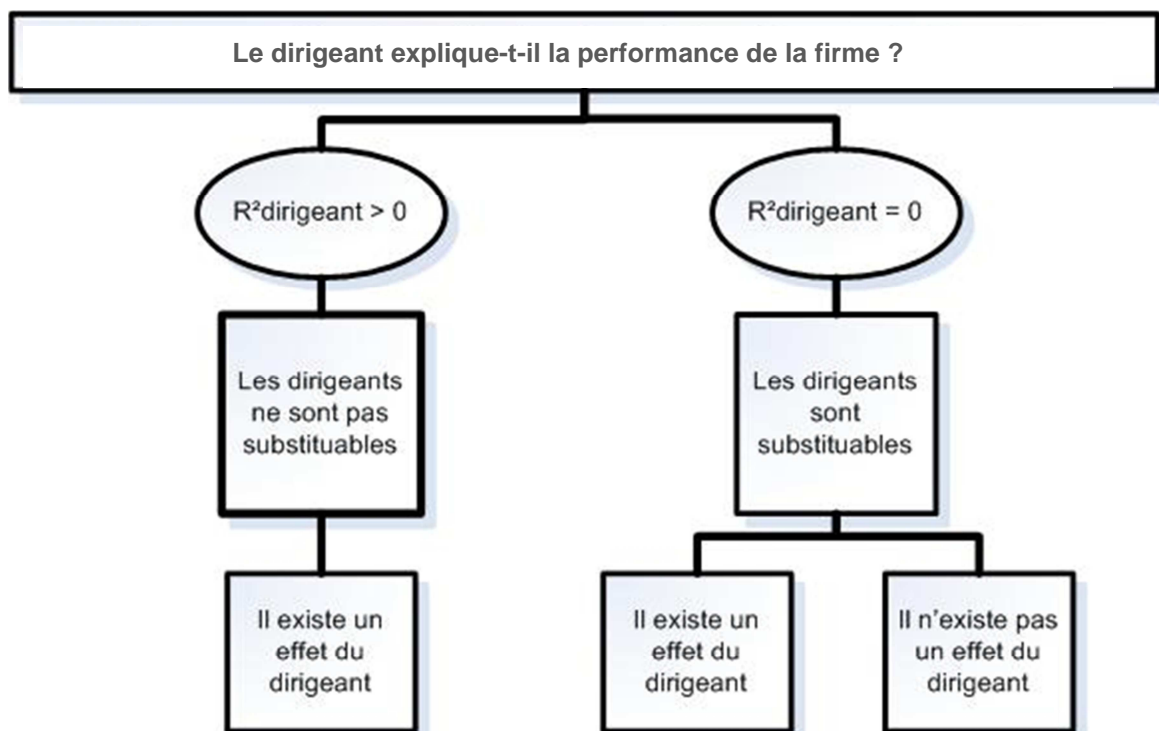 Le dirigeant explique-t-il la performance de la firme ?
R²dirigeant > 0
R²dirigeant = 0
Les dirigeants
ne sont pas
substituables
Les dirigeants
sont
substituables
Il existe un
effet du
dirigeant
Il existe un
effet du
dirigeant
Il n'existe pas
un effet du
dirigeant